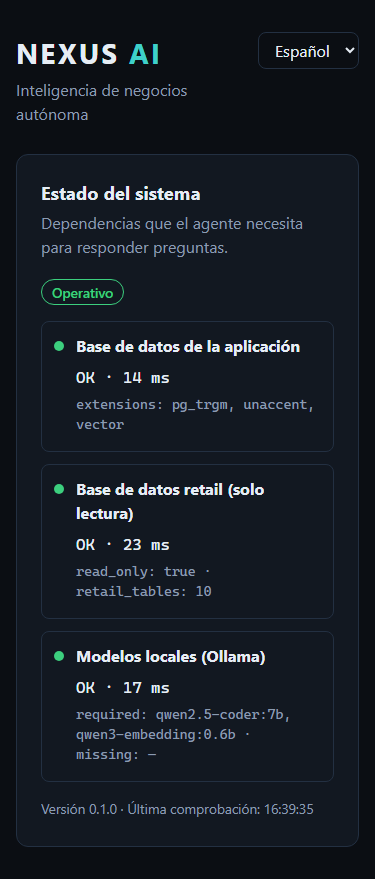 NEXUS AI
Español
Inteligencia de negocios
autónoma
Estado del sistema
Dependencias que el agente necesita
para responder preguntas.
Operativo
Base de datos de la aplicación
OK · 14 ms
extensions: pg_trgm, unaccent,
vector
Base de datos retail (solo
lectura)
OK · 23 ms
read_only: true ·
retail_tables: 10
Modelos locales (Ollama)
OK · 17 ms
required: qwen2.5-coder:7b,
qwen3-embedding:0.6b ·
missing: —
Versión 0.1.0 · Última comprobación: 16:39:35